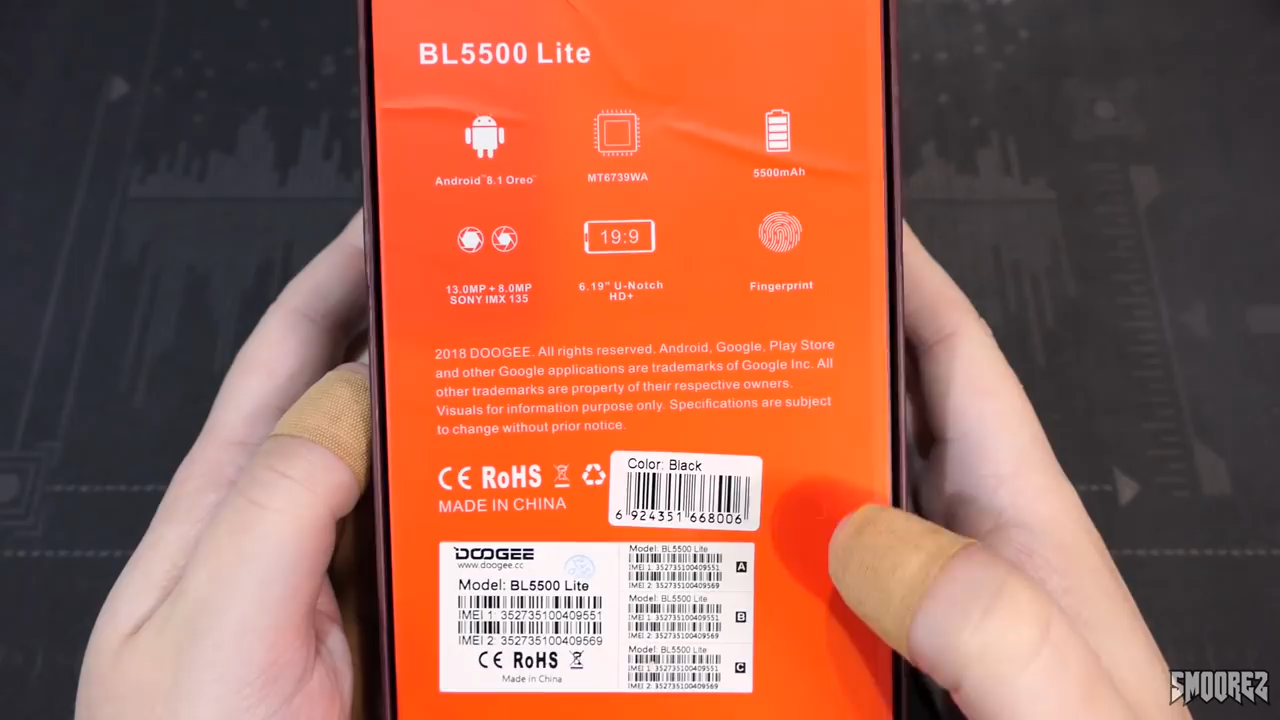 BL5500 Lite
Android™8.1 Oreo™
MT6739WA
5500mAh
19:9
13.0MP + 8.0MP
SONY IMX 135
6.19" U-Notch
HD+
Fingerprint
2018 DOOGEE. All rights reserved. Android, Google, Play Store
and other Google applications are trademarks of Google Inc. All
other trademarks are property of their respective owners.
Visuals for information purpose only. Specifications are subject
to change without prior notice.
CE RoHS
MADE IN CHINA
Color: Black
6 924351 668006
DOOGEE
www.doogee.cc
Model: BL5500 Lite
IMEI 1: 352735100409551
IMEI 2: 352735100409569
CE RoHS
Made in China
Model: BL5500 Lite
IMEI 1: 352735100409551
IMEI 2: 352735100409569
A
Model: BL5500 Lite
IMEI 1: 352735100409551
IMEI 2: 352735100409569
B
Model: BL5500 Lite
IMEI 1: 352735100409551
IMEI 2: 352735100409569
C
SMOOREZ